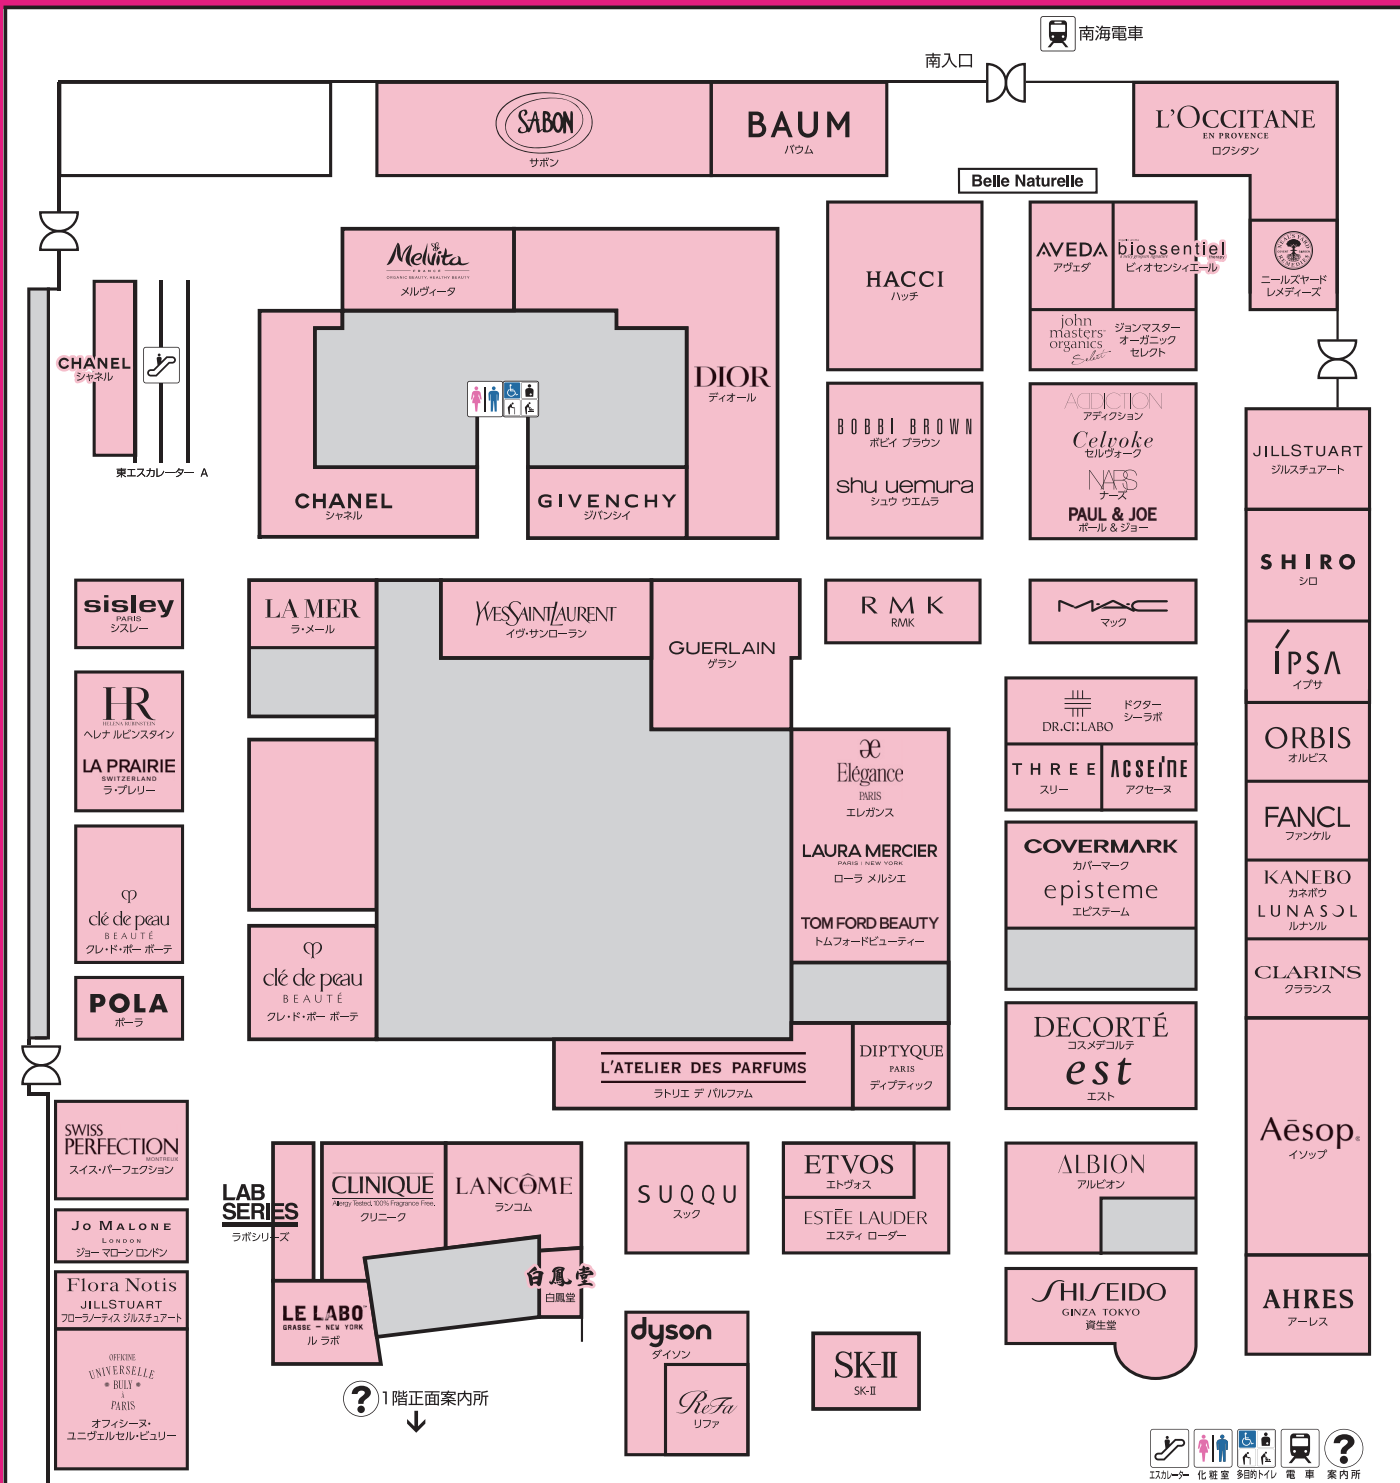 南海電車
南入口
SABON
サボン
BAUM
バウム
L'OCCITANE
EN PROVENCE
ロクシタン
Belle Naturelle
Melvita
FRANCE
ORGANIC BEAUTY, HEALTHY BEAUTY
メルヴィータ
HACCI
ハッチ
AVEDA
アヴェダ
biossentiel
ビィオセンシィエール
NEAL'S YARD
REMEDIES
ニールズヤード
レメディーズ
john
masters
organics
Select
ジョンマスター
オーガニック
セレクト
CHANEL
シャネル
東エスカレーター A
DIOR
ディオール
CHANEL
シャネル
GIVENCHY
ジバンシイ
BOBBI BROWN
ボビイ ブラウン
shu uemura
シュウ ウエムラ
ADDICTION
アディクション
Celvoke
セルヴォーク
NARS
ナーズ
PAUL & JOE
ポール & ジョー
JILLSTUART
ジルスチュアート
SHIRO
シロ
sisley
PARIS
シスレー
LA MER
ラ・メール
YVESSAINTLAURENT
イヴ・サンローラン
GUERLAIN
ゲラン
RMK
RMK
M·A·C
マック
IPSA
イプサ
HR
HELENA RUBINSTEIN
ヘレナ ルビンスタイン
LA PRAIRIE
SWITZERLAND
ラ・プレリー
DR.CI:LABO
ドクター
シーラボ
THREE
スリー
ACSEINE
アクセーヌ
ORBIS
オルビス
æ
Elégance
PARIS
エレガンス
LAURA MERCIER
PARIS | NEW YORK
ローラ メルシエ
TOM FORD BEAUTY
トムフォードビューティー
FANCL
ファンケル
COVERMARK
カバーマーク
episteme
エピステーム
KANEBO
カネボウ
LUNASOL
ルナソル
clé de peau
BEAUTÉ
クレ・ド・ポー ボーテ
clé de peau
BEAUTÉ
クレ・ド・ポー ボーテ
POLA
ポーラ
CLARINS
クラランス
DECORTÉ
コスメデコルテ
est
エスト
L'ATELIER DES PARFUMS
ラトリエ デ パルファム
DIPTYQUE
PARIS
ディプティック
Aēsop.
イソップ
SWISS
PERFECTION
MONTREUX
スイス・パーフェクション
LAB
SERIES
ラボシリーズ
CLINIQUE
Allergy Tested, 100% Fragrance Free.
クリニーク
LANCÔME
ランコム
SUQQU
スック
ETVOS
エトヴォス
ESTĒE LAUDER
エスティ ローダー
ALBION
アルビオン
JO MALONE
LONDON
ジョー マローン ロンドン
Flora Notis
JILLSTUART
フローラノーティス ジルスチュアート
白鳳堂
白鳳堂
LE LABO
GRASSE – NEW YORK
ル ラボ
SHISEIDO
GINZA TOKYO
資生堂
AHRES
アーレス
OFFICINE
UNIVERSELLE
BULY
À
PARIS
オフィシーヌ・
ユニヴェルセル・ビュリー
dyson
ダイソン
ReFa
リファ
SK-II
SK-II
? 1階正面案内所
↓
エスカレーター 化粧室 多目的トイレ 電車 案内所